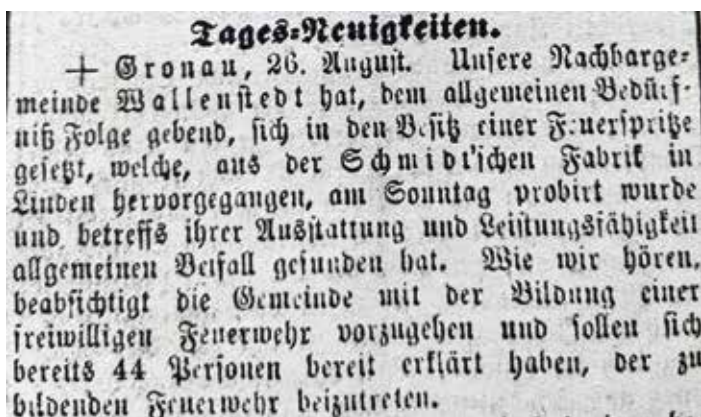 Tages-Neuigkeiten.
+ Gronau, 26. August. Unsere Nachbarge-
meinde Wallenstedt hat, dem allgemeinen Bedürf-
niß Folge gebend, sich in den Besitz einer Feuerspritze
gesetzt, welche, aus der Schmidt'schen Fabrik in
Linden hervorgegangen, am Sonntag probirt wurde
und betreffs ihrer Ausstattung und Leistungsfähigkeit
allgemeinen Beifall gefunden hat. Wie wir hören,
beabsichtigt die Gemeinde mit der Bildung einer
freiwilligen Feuerwehr vorzugehen und sollen sich
bereits 44 Personen bereit erklärt haben, der zu
bildenden Feuerwehr beizutreten.